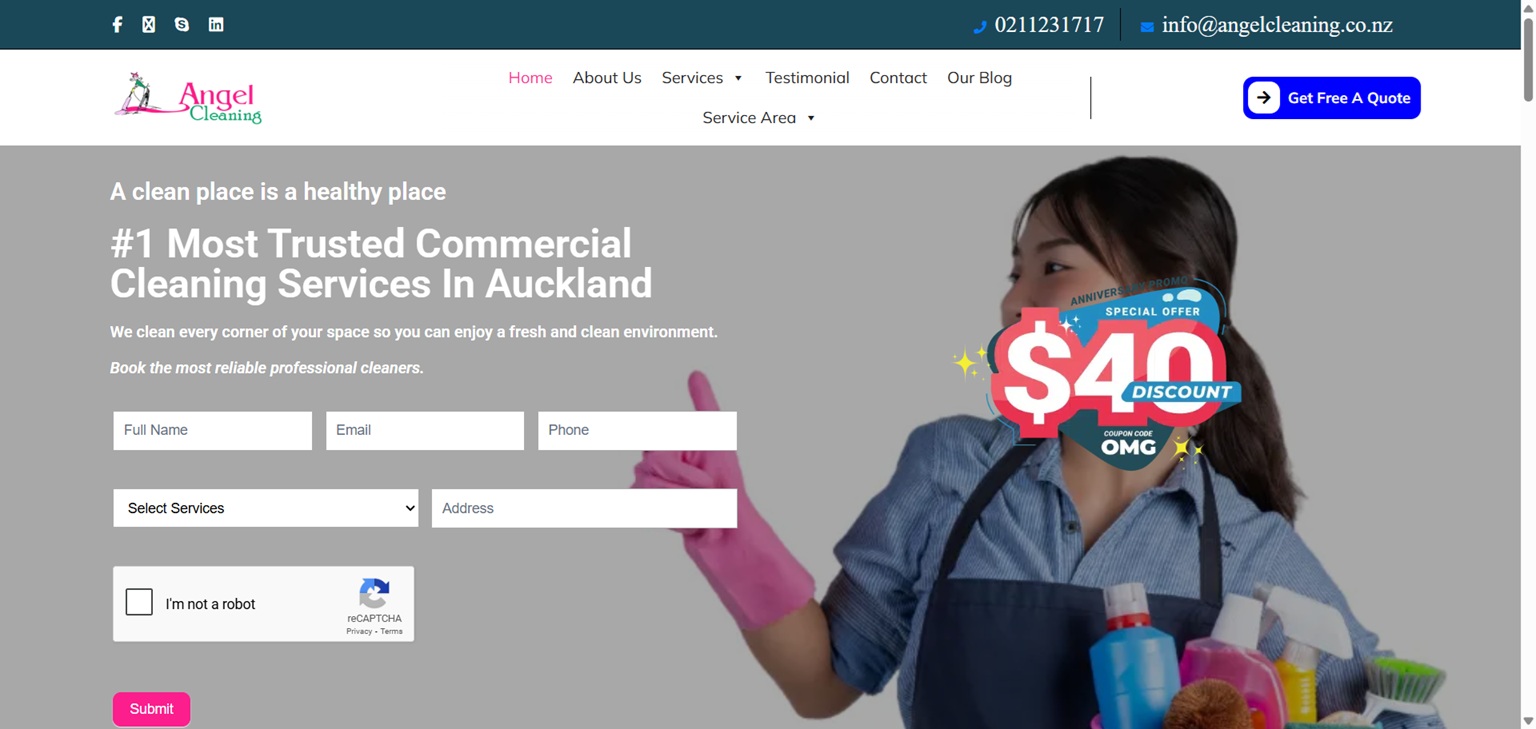 0211231717
info@angelcleaning.co.nz
Angel
Cleaning
Home About Us Services Testimonial Contact Our Blog
Service Area
Get Free A Quote
A clean place is a healthy place
#1 Most Trusted Commercial
Cleaning Services In Auckland
We clean every corner of your space so you can enjoy a fresh and clean environment.
Book the most reliable professional cleaners.
ANNIVERSARY PROMO
SPECIAL OFFER
$40
DISCOUNT
COUPON CODE
OMG
Full Name Email Phone
Select Services Address
I'm not a robot
reCAPTCHA
Privacy - Terms
Submit